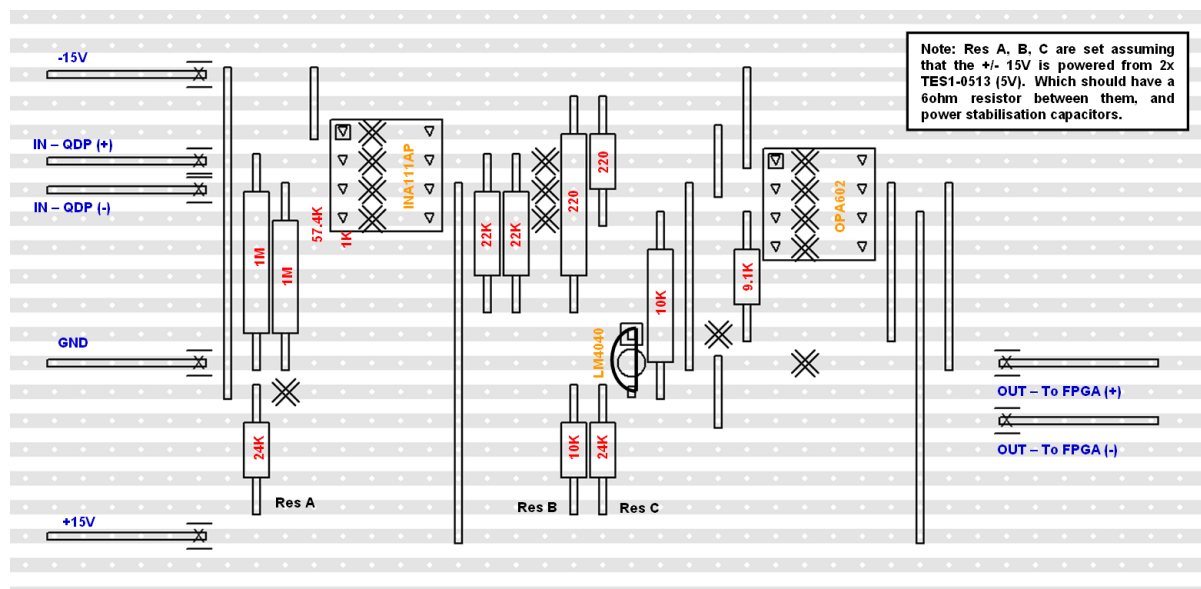 -15V
Note: Res A, B, C are set assuming
that the +/- 15V is powered from 2x
TES1-0513 (5V). Which should have a
6ohm resistor between them, and
power stabilisation capacitors.
IN – QDP (+)
IN – QDP (-)
INA111AP
57.4K
1K
22K
22K
220
220
OPA602
1M
1M
10K
9.1K
GND
LM4040
OUT – To FPGA (+)
24K
10K
24K
OUT – To FPGA (-)
Res A
Res B
Res C
+15V